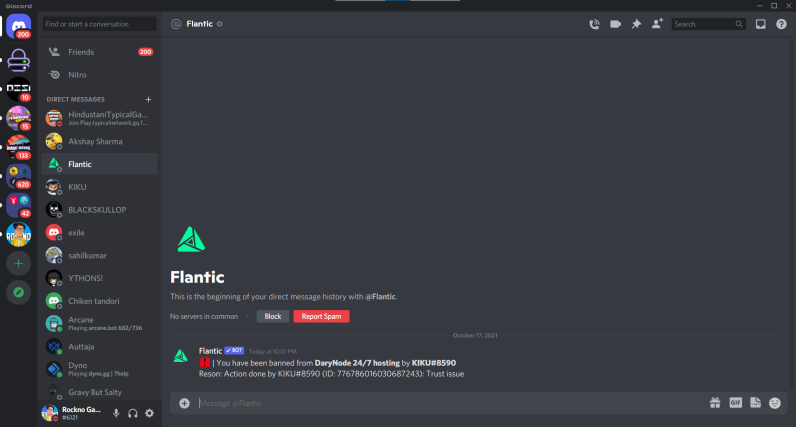 Discord
Find or start a conversation
@ Flantic
Search
200
Friends
200
Nitro
DIRECT MESSAGES
HindustaniTypicalGa...
Join Play.typicalnetwork.gq f...
10
15
Akshay Sharma
133
Flantic
620
KIKU
42
BLACKSKULLOP
exile
sahilkumar
YTHONS!
Chiken tandori
Arcane
Playing arcane.bot 682/736
Auttaja
Dyno
Playing dyno.gg | ?help
Gravy But Salty
Rockno Ga...
#6121
Flantic
This is the beginning of your direct message history with @Flantic.
No servers in common
Block
Report Spam
October 17, 2021
Flantic BOT Today at 10:01 PM
| You have been banned from DaryNode 24/7 hosting by KIKU#8590
Reson: Action done by KIKU#8590 (ID: 776786016030687243): Trust issue
Message @Flantic
GIF